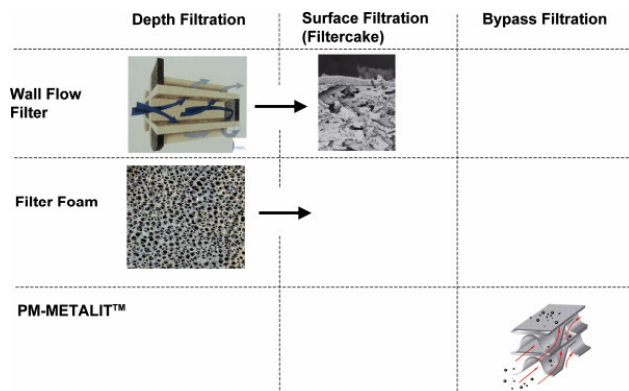 Depth Filtration
Surface Filtration
(Filtercake)
Bypass Filtration
Wall Flow
Filter
Filter Foam
PM-METALIT™